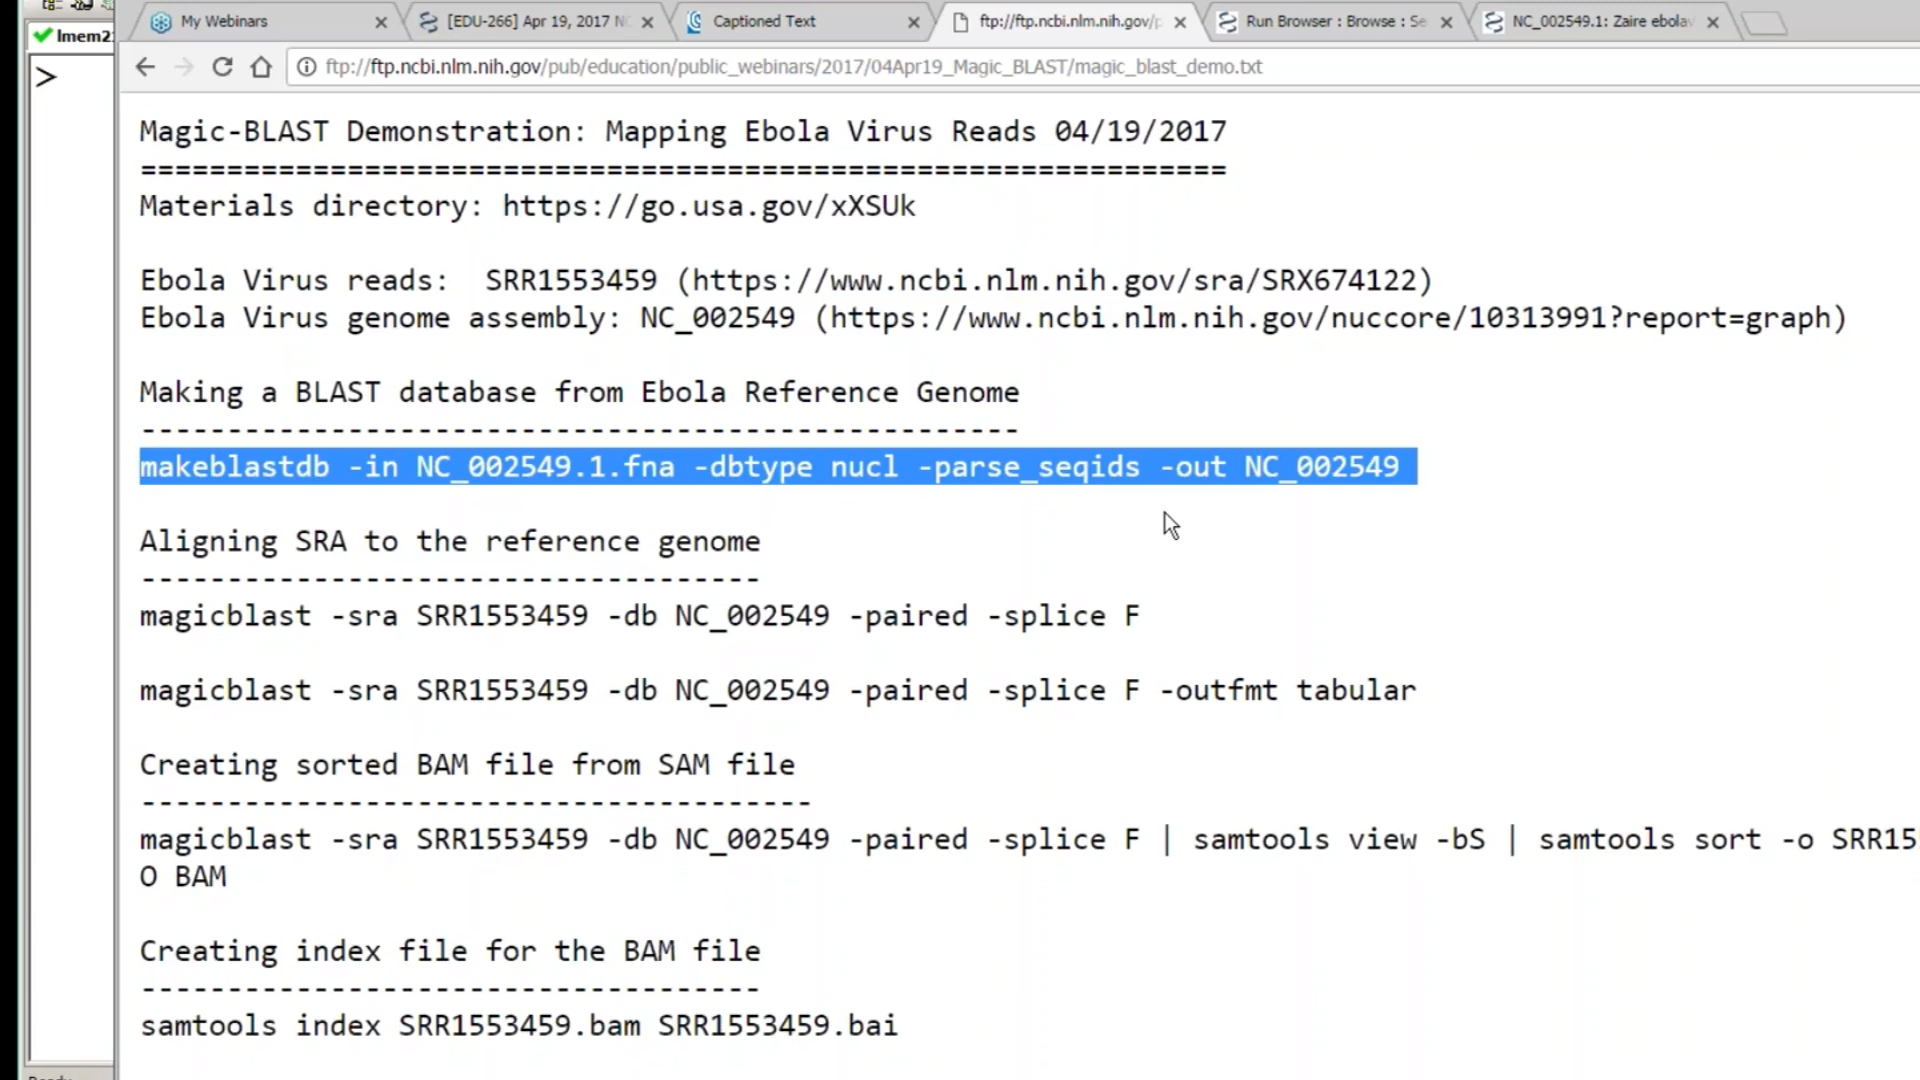 lmem2
>
My Webinars
[EDU-266] Apr 19, 2017 NC
Captioned Text
ftp://ftp.ncbi.nlm.nih.gov/p
Run Browser : Browse : Se
NC_002549.1: Zaire ebolav
ftp://ftp.ncbi.nlm.nih.gov/pub/education/public_webinars/2017/04Apr19_Magic_BLAST/magic_blast_demo.txt
Magic-BLAST Demonstration: Mapping Ebola Virus Reads 04/19/2017
===============================================================
Materials directory: https://go.usa.gov/xXSUk
Ebola Virus reads:  SRR1553459 (https://www.ncbi.nlm.nih.gov/sra/SRX674122)
Ebola Virus genome assembly: NC_002549 (https://www.ncbi.nlm.nih.gov/nuccore/10313991?report=graph)
Making a BLAST database from Ebola Reference Genome
---------------------------------------------------
makeblastdb -in NC_002549.1.fna -dbtype nucl -parse_seqids -out NC_002549
Aligning SRA to the reference genome
------------------------------------
magicblast -sra SRR1553459 -db NC_002549 -paired -splice F
magicblast -sra SRR1553459 -db NC_002549 -paired -splice F -outfmt tabular
Creating sorted BAM file from SAM file
---------------------------------------
magicblast -sra SRR1553459 -db NC_002549 -paired -splice F | samtools view -bS | samtools sort -o SRR15
O BAM
Creating index file for the BAM file
------------------------------------
samtools index SRR1553459.bam SRR1553459.bai